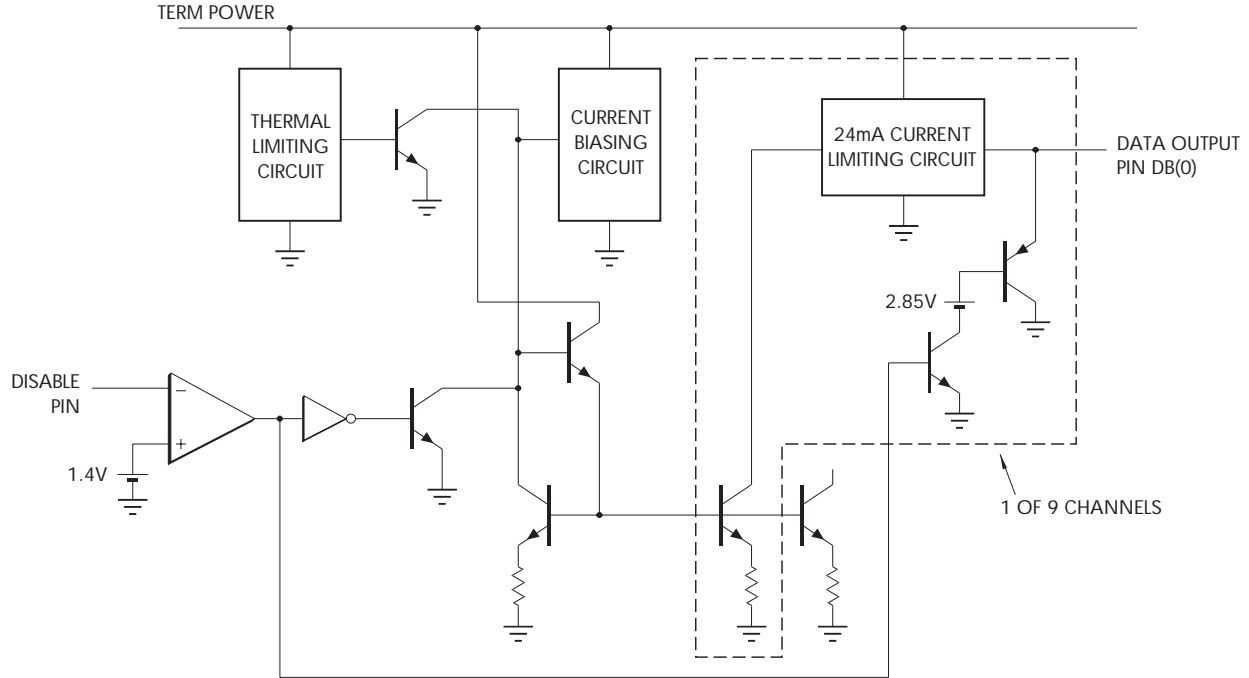 TERM POWER
THERMAL
LIMITING
CIRCUIT
CURRENT
BIASING
CIRCUIT
24mA CURRENT
LIMITING CIRCUIT
DATA OUTPUT
PIN DB(0)
2.85V
DISABLE
PIN
−
+
1.4V
1 OF 9 CHANNELS